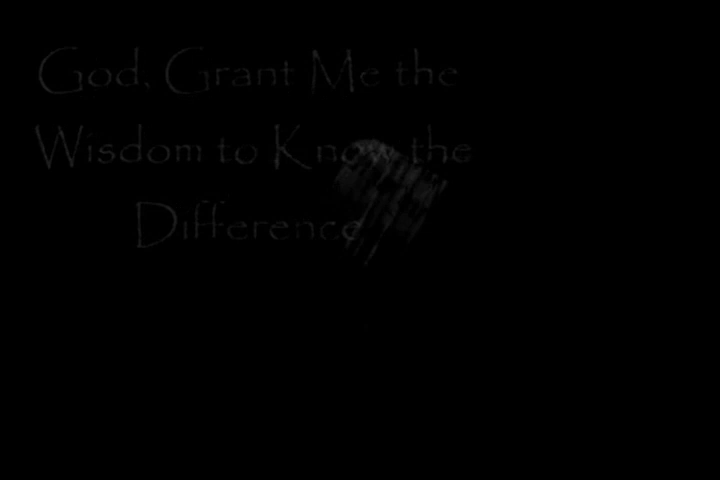 God, Grant Me the
Wisdom to Know the
Difference